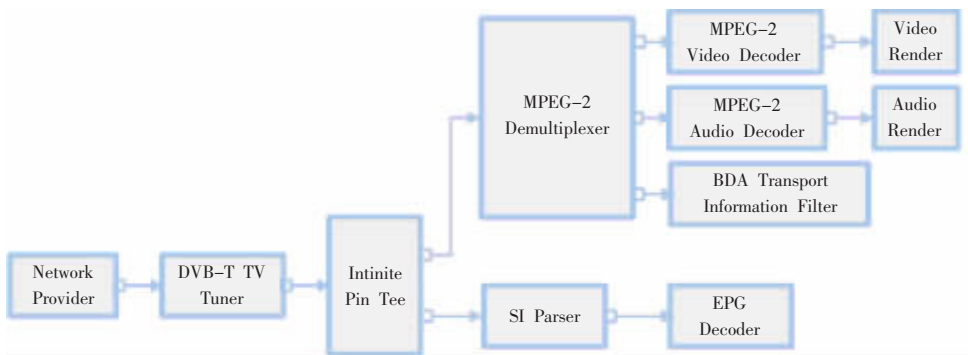 MPEG-2
Video Decoder
Video
Render
MPEG-2
Demultiplexer
MPEG-2
Audio Decoder
Audio
Render
BDA Transport
Information Filter
Network
Provider
DVB-T TV
Tuner
Intinite
Pin Tee
SI Parser
EPG
Decoder